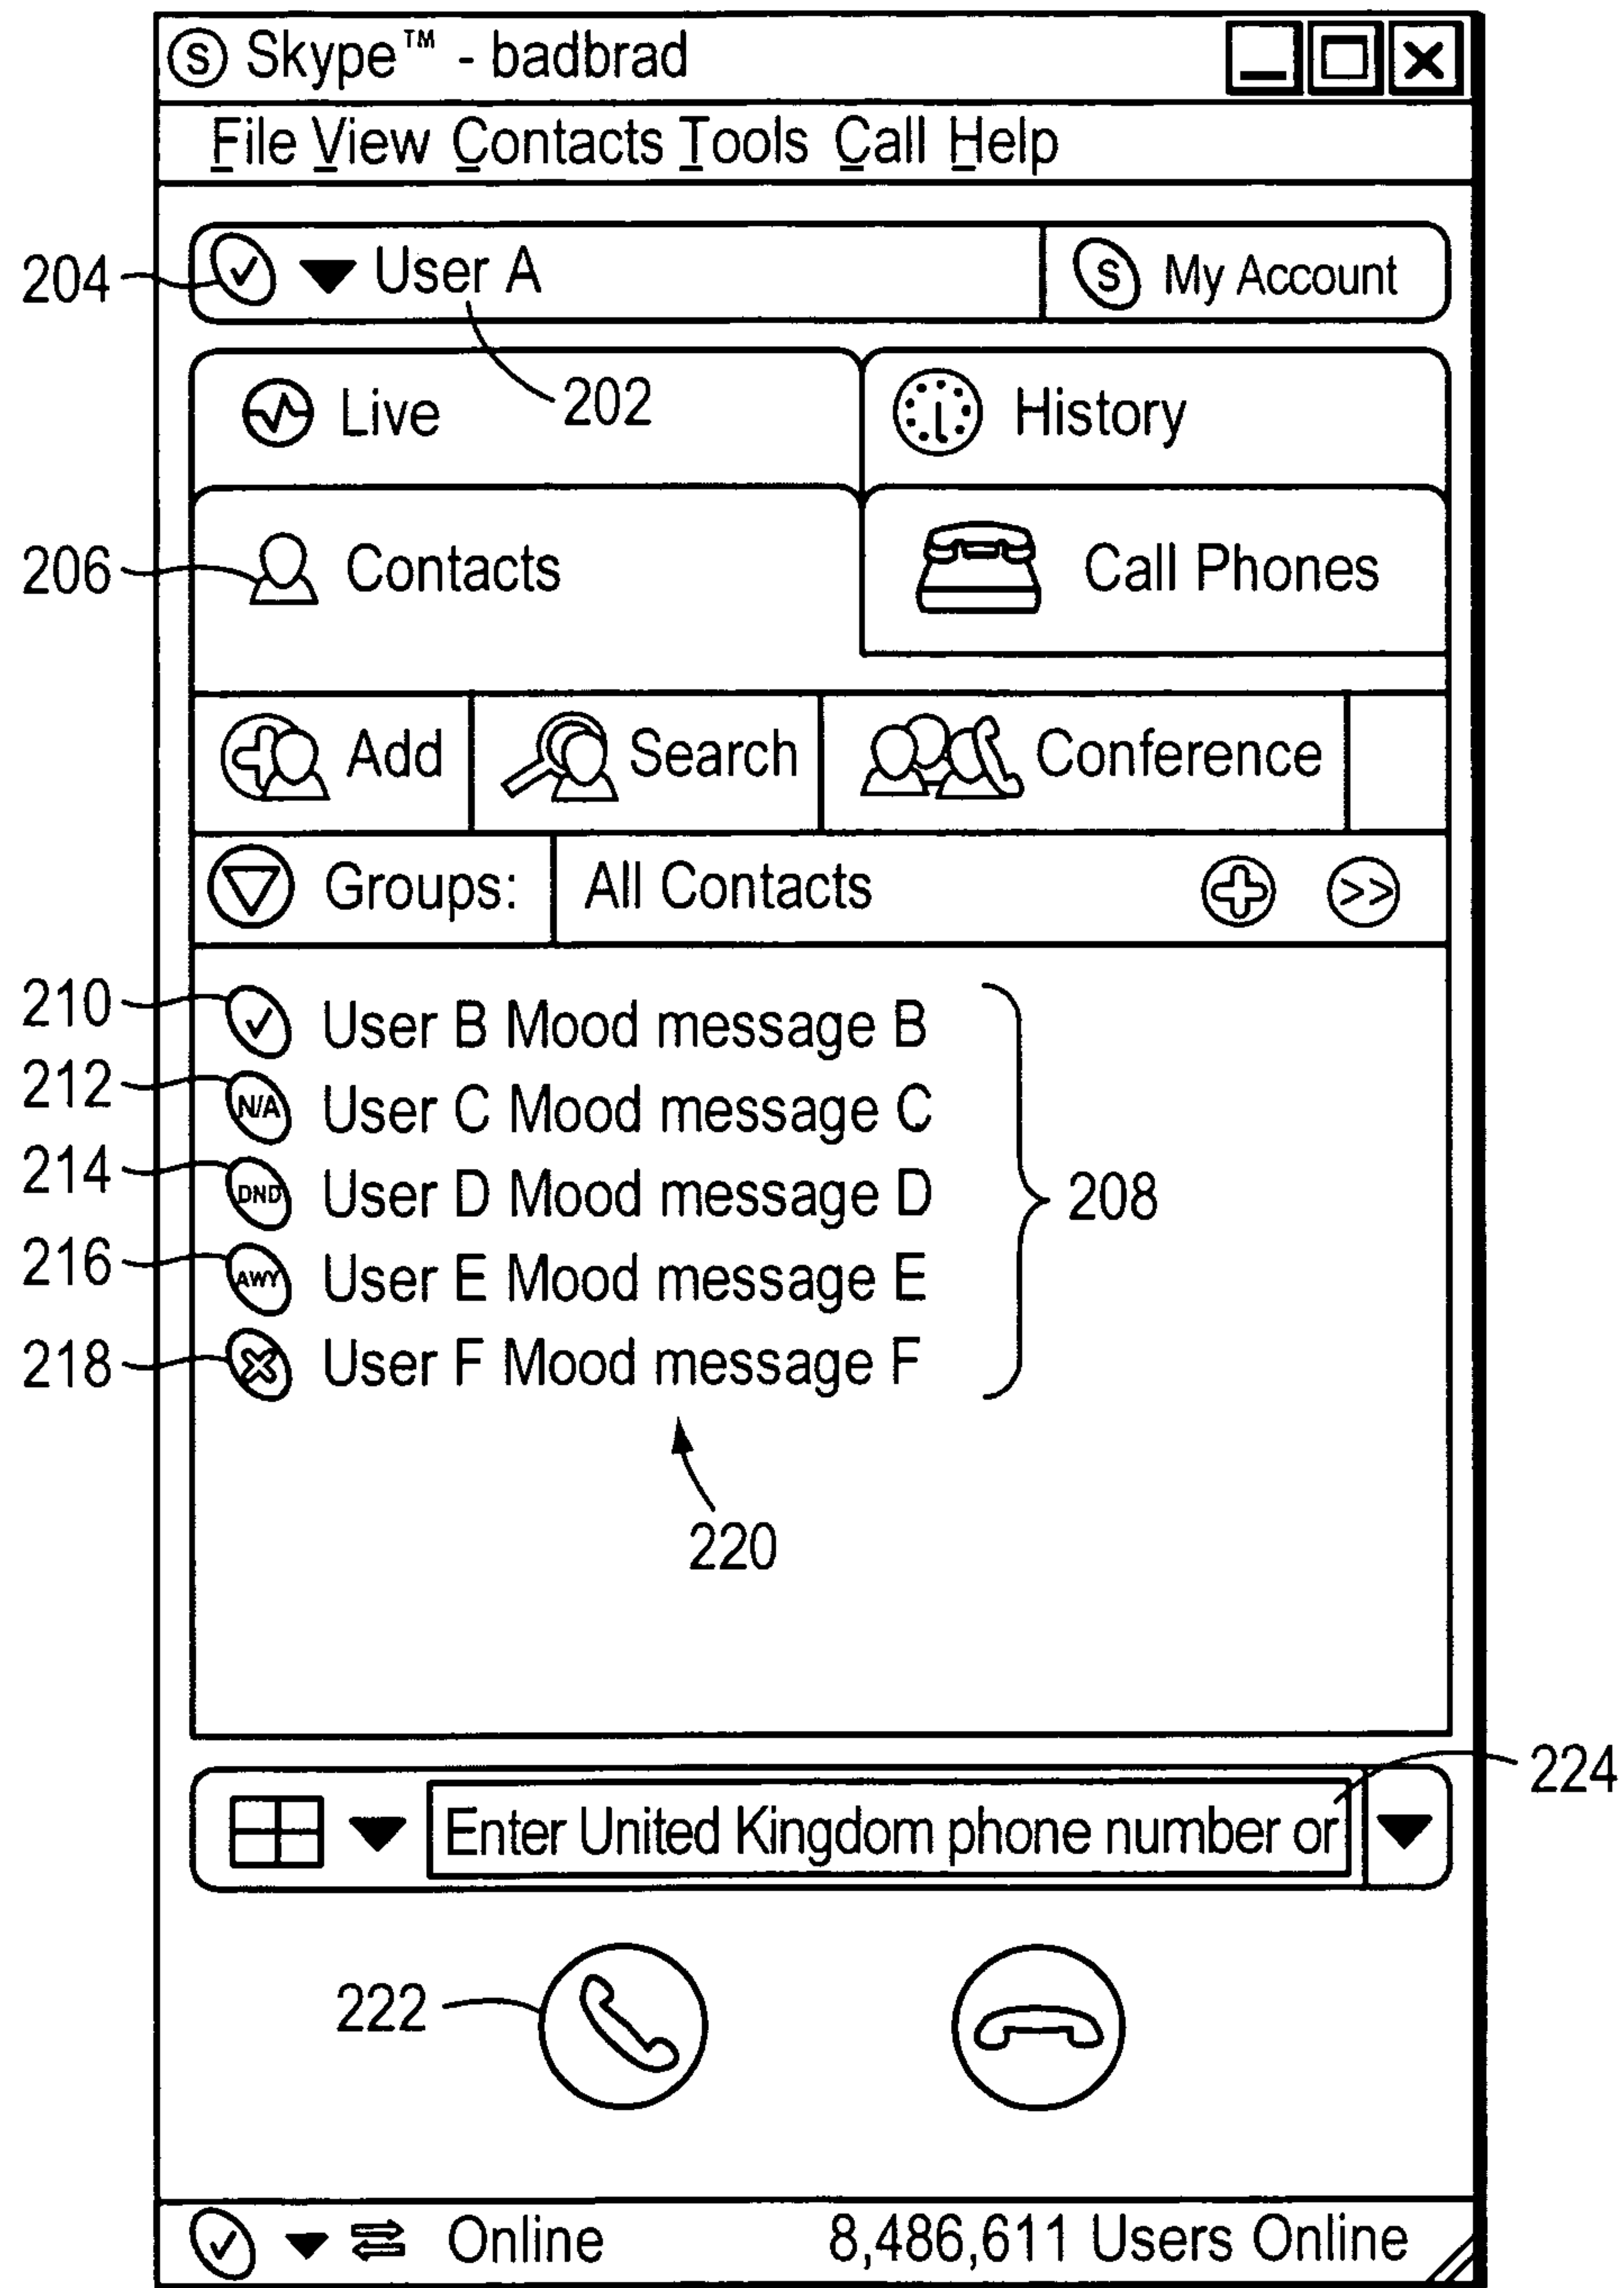 S Skype™ - badbrad
File View Contacts Tools Call Help
204 User A S My Account
Live 202 History
206 Contacts Call Phones
Add Search Conference
Groups: All Contacts >>
210 User B Mood message B
212 N/A User C Mood message C
214 DND User D Mood message D 208
216 AWY User E Mood message E
218 User F Mood message F
220
224
Enter United Kingdom phone number or
222
Online 8,486,611 Users Online